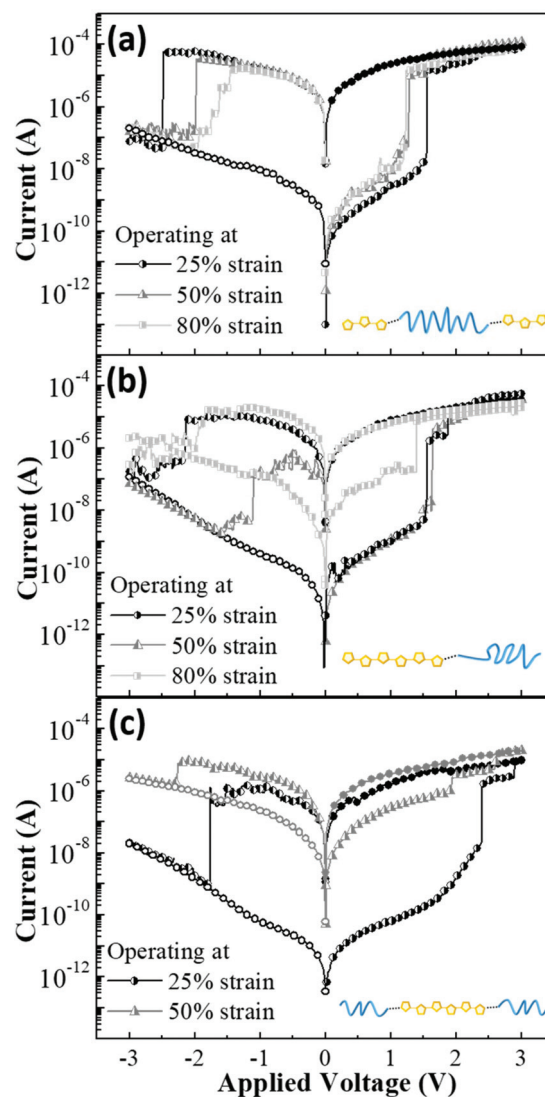 (a)
Current (A)
10⁻⁴
10⁻⁶
10⁻⁸
10⁻¹⁰
10⁻¹²
Operating at
25% strain
50% strain
80% strain
(b)
Current (A)
10⁻⁴
10⁻⁶
10⁻⁸
10⁻¹⁰
10⁻¹²
Operating at
25% strain
50% strain
80% strain
(c)
Current (A)
10⁻⁴
10⁻⁶
10⁻⁸
10⁻¹⁰
10⁻¹²
Operating at
25% strain
50% strain
-3 -2 -1 0 1 2 3
Applied Voltage (V)